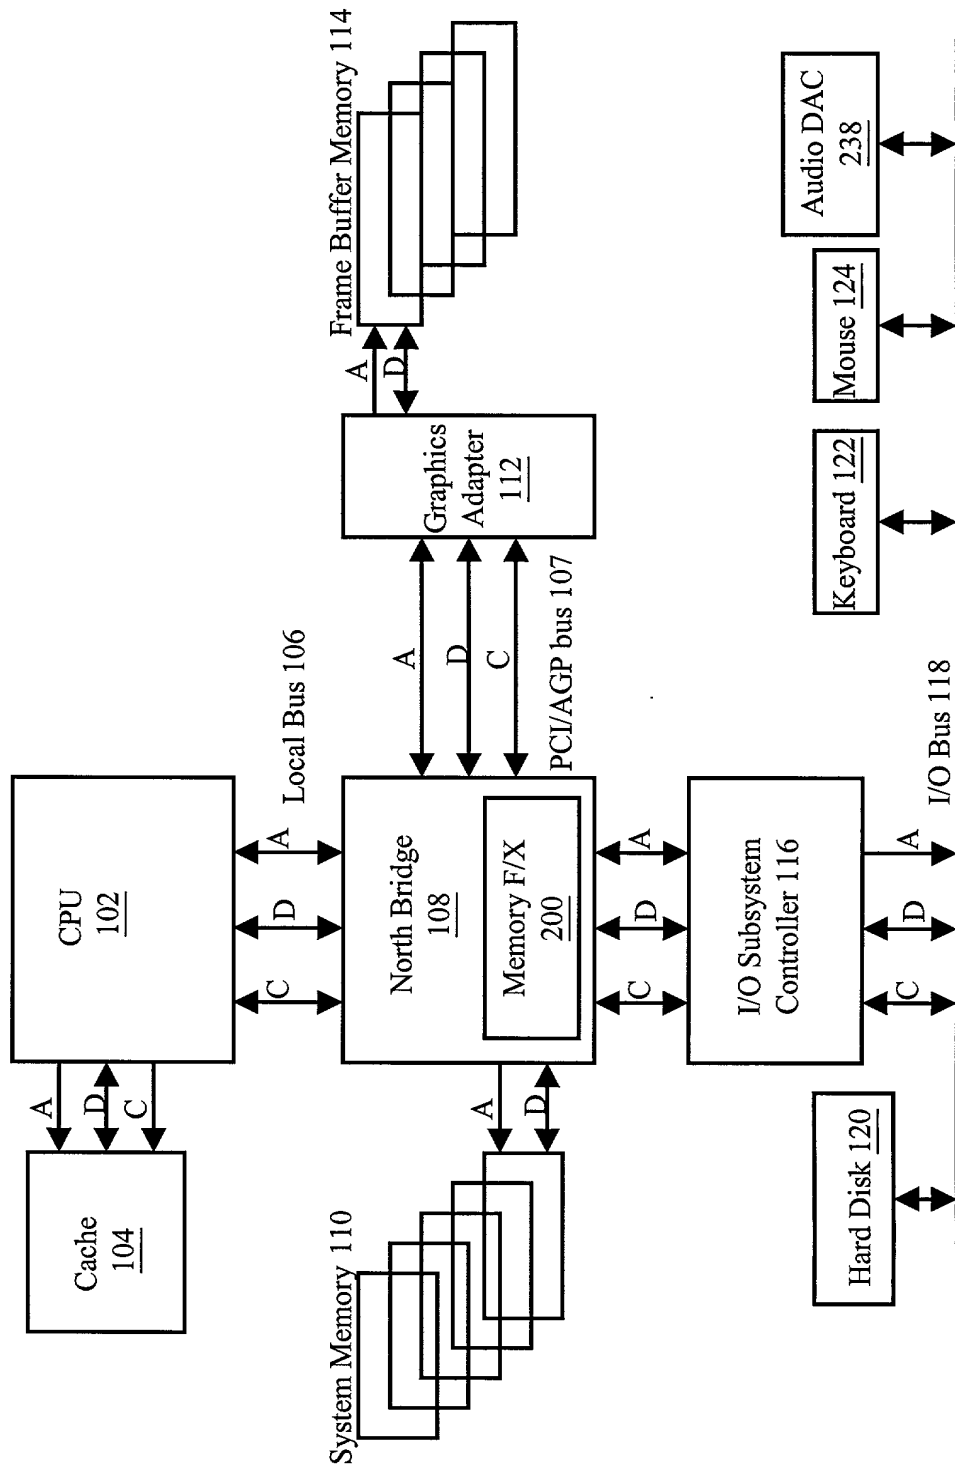 Cache
104
A
D
C
CPU
102
C
D
A
Local Bus 106
System Memory 110
A
D
North Bridge
108
Memory F/X
200
A
D
C
PCI/AGP bus 107
Graphics
Adapter
112
A
D
Frame Buffer Memory 114
C
D
A
I/O Subsystem
Controller 116
C
D
A
I/O Bus 118
Hard Disk 120
Keyboard 122
Mouse 124
Audio DAC
238